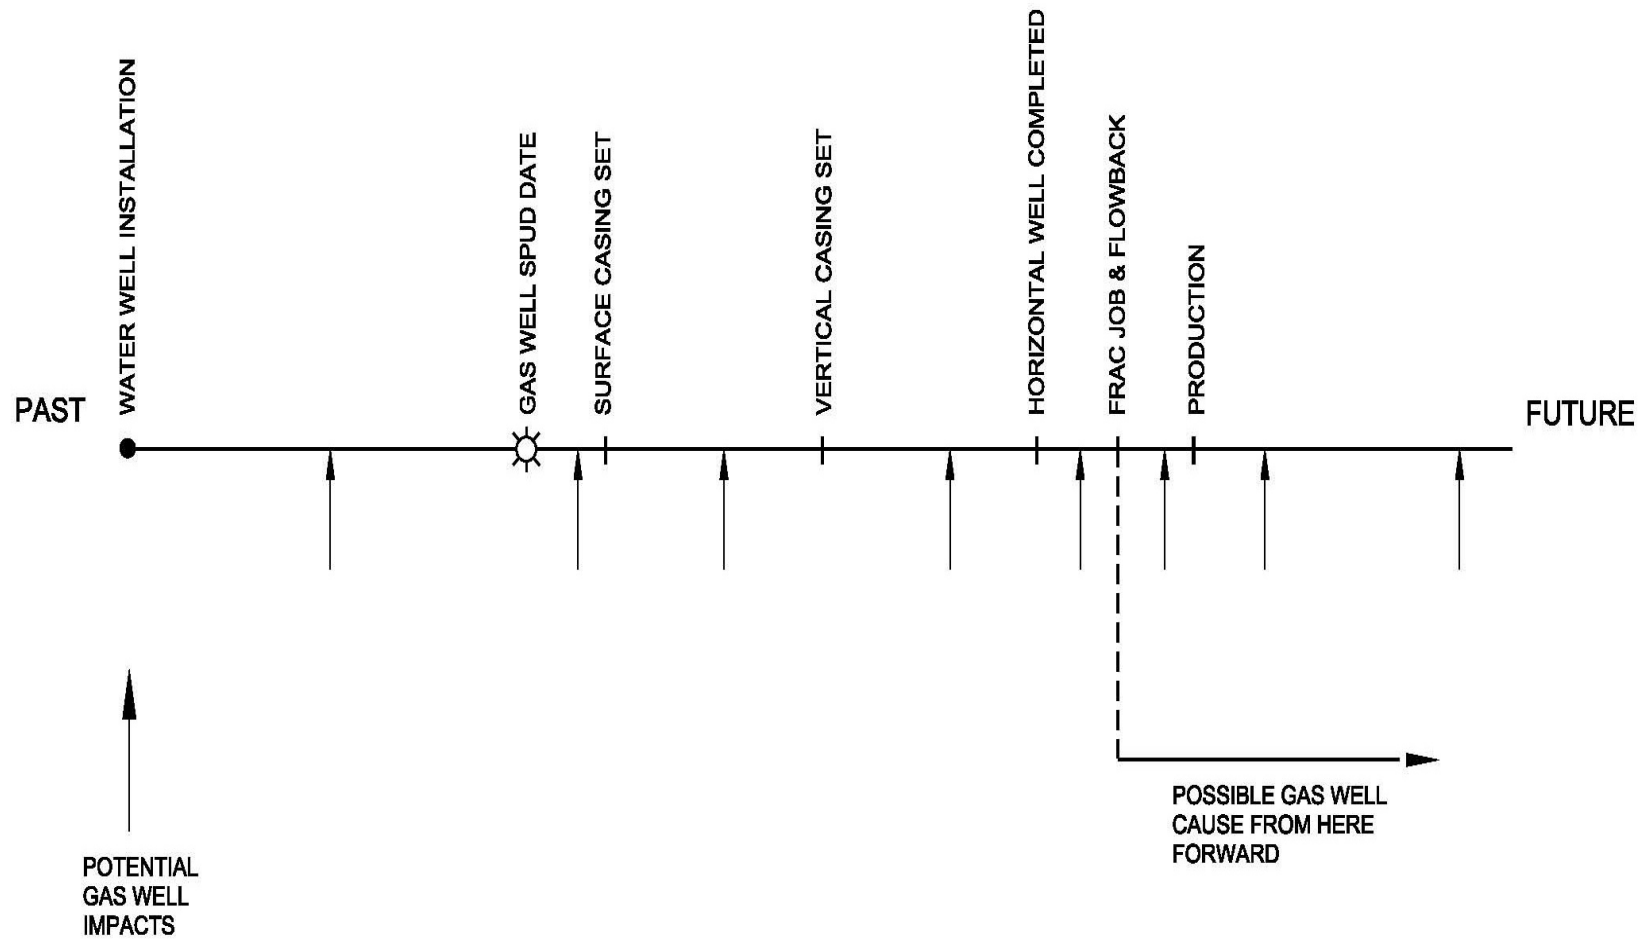 WATER WELL INSTALLATION
GAS WELL SPUD DATE
SURFACE CASING SET
VERTICAL CASING SET
HORIZONTAL WELL COMPLETED
FRAC JOB & FLOWBACK
PRODUCTION
PAST
FUTURE
POSSIBLE GAS WELL
CAUSE FROM HERE
FORWARD
POTENTIAL
GAS WELL
IMPACTS